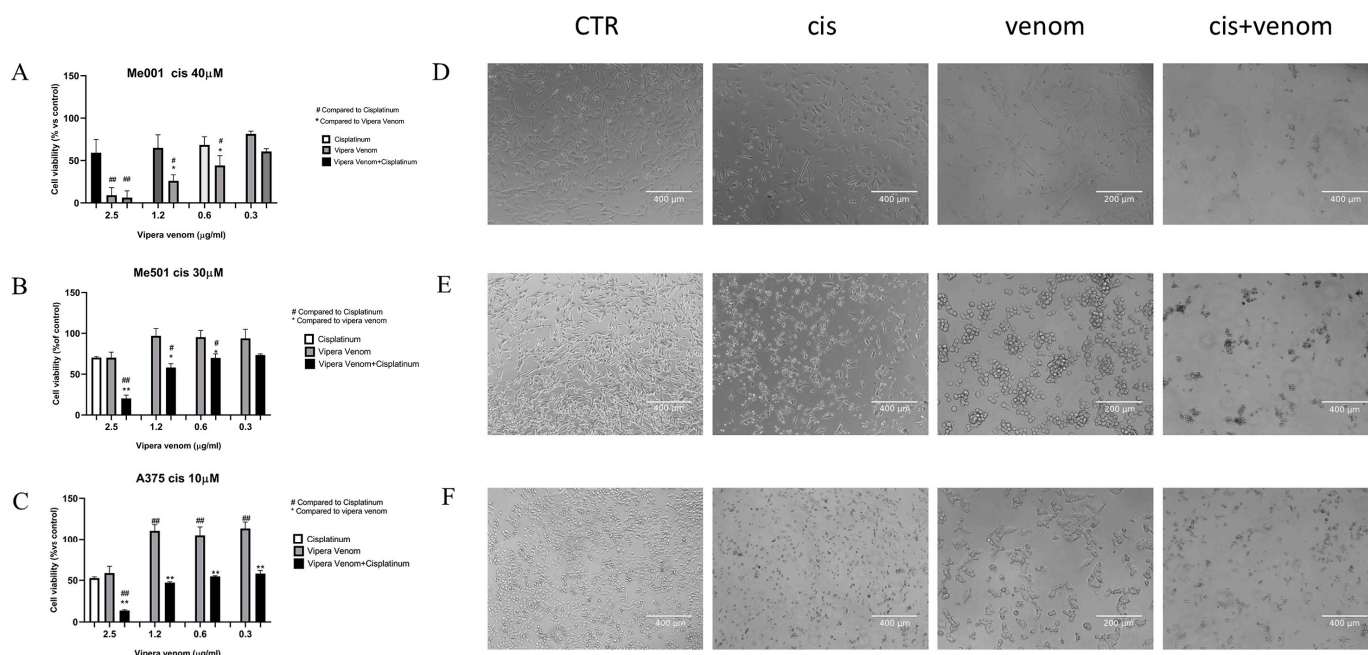 CTR cis venom cis+venom
A
Me001 cis 40μM
Cell viability (% vs control)
150
100
50
0
2.5 1.2 0.6 0.3
Vipera venom (μg/ml)
## ##
#
*
#
*
# Compared to Cisplatinum
* Compared to Vipera Venom
Cisplatinum
Vipera Venom
Vipera Venom+Cisplatinum
D
400 μm
400 μm
200 μm
400 μm
B
Me501 cis 30μM
Cell viability (%of control)
150
100
50
0
2.5 1.2 0.6 0.3
Vipera venom (μg/ml)
##
**
#
*
#
*
# Compared to Cisplatinum
* Compared to vipera venom
Cisplatinum
Vipera Venom
Vipera Venom+Cisplatinum
E
400 μm
400 μm
200 μm
400 μm
C
A375 cis 10μM
Cell viability (%vs control)
150
100
50
0
2.5 1.2 0.6 0.3
Vipera venom (μg/ml)
##
**
##
**
##
**
##
**
# Compared to Cisplatinum
* Compared to vipera venom
Cisplatinum
Vipera Venom
Vipera Venom+Cisplatinum
F
400 μm
400 μm
200 μm
400 μm